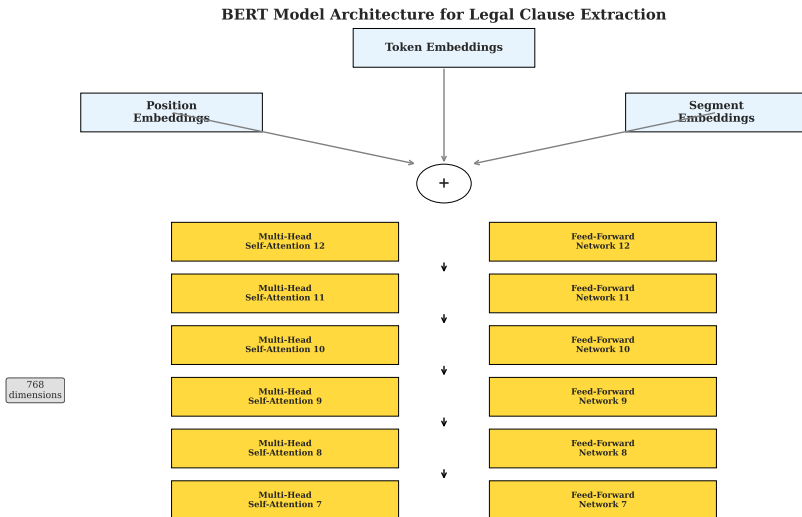 BERT Model Architecture for Legal Clause Extraction
Token Embeddings
Position
Embeddings
Segment
Embeddings
+
Multi-Head
Self-Attention 12
Feed-Forward
Network 12
Multi-Head
Self-Attention 11
Feed-Forward
Network 11
Multi-Head
Self-Attention 10
Feed-Forward
Network 10
768
dimensions
Multi-Head
Self-Attention 9
Feed-Forward
Network 9
Multi-Head
Self-Attention 8
Feed-Forward
Network 8
Multi-Head
Self-Attention 7
Feed-Forward
Network 7